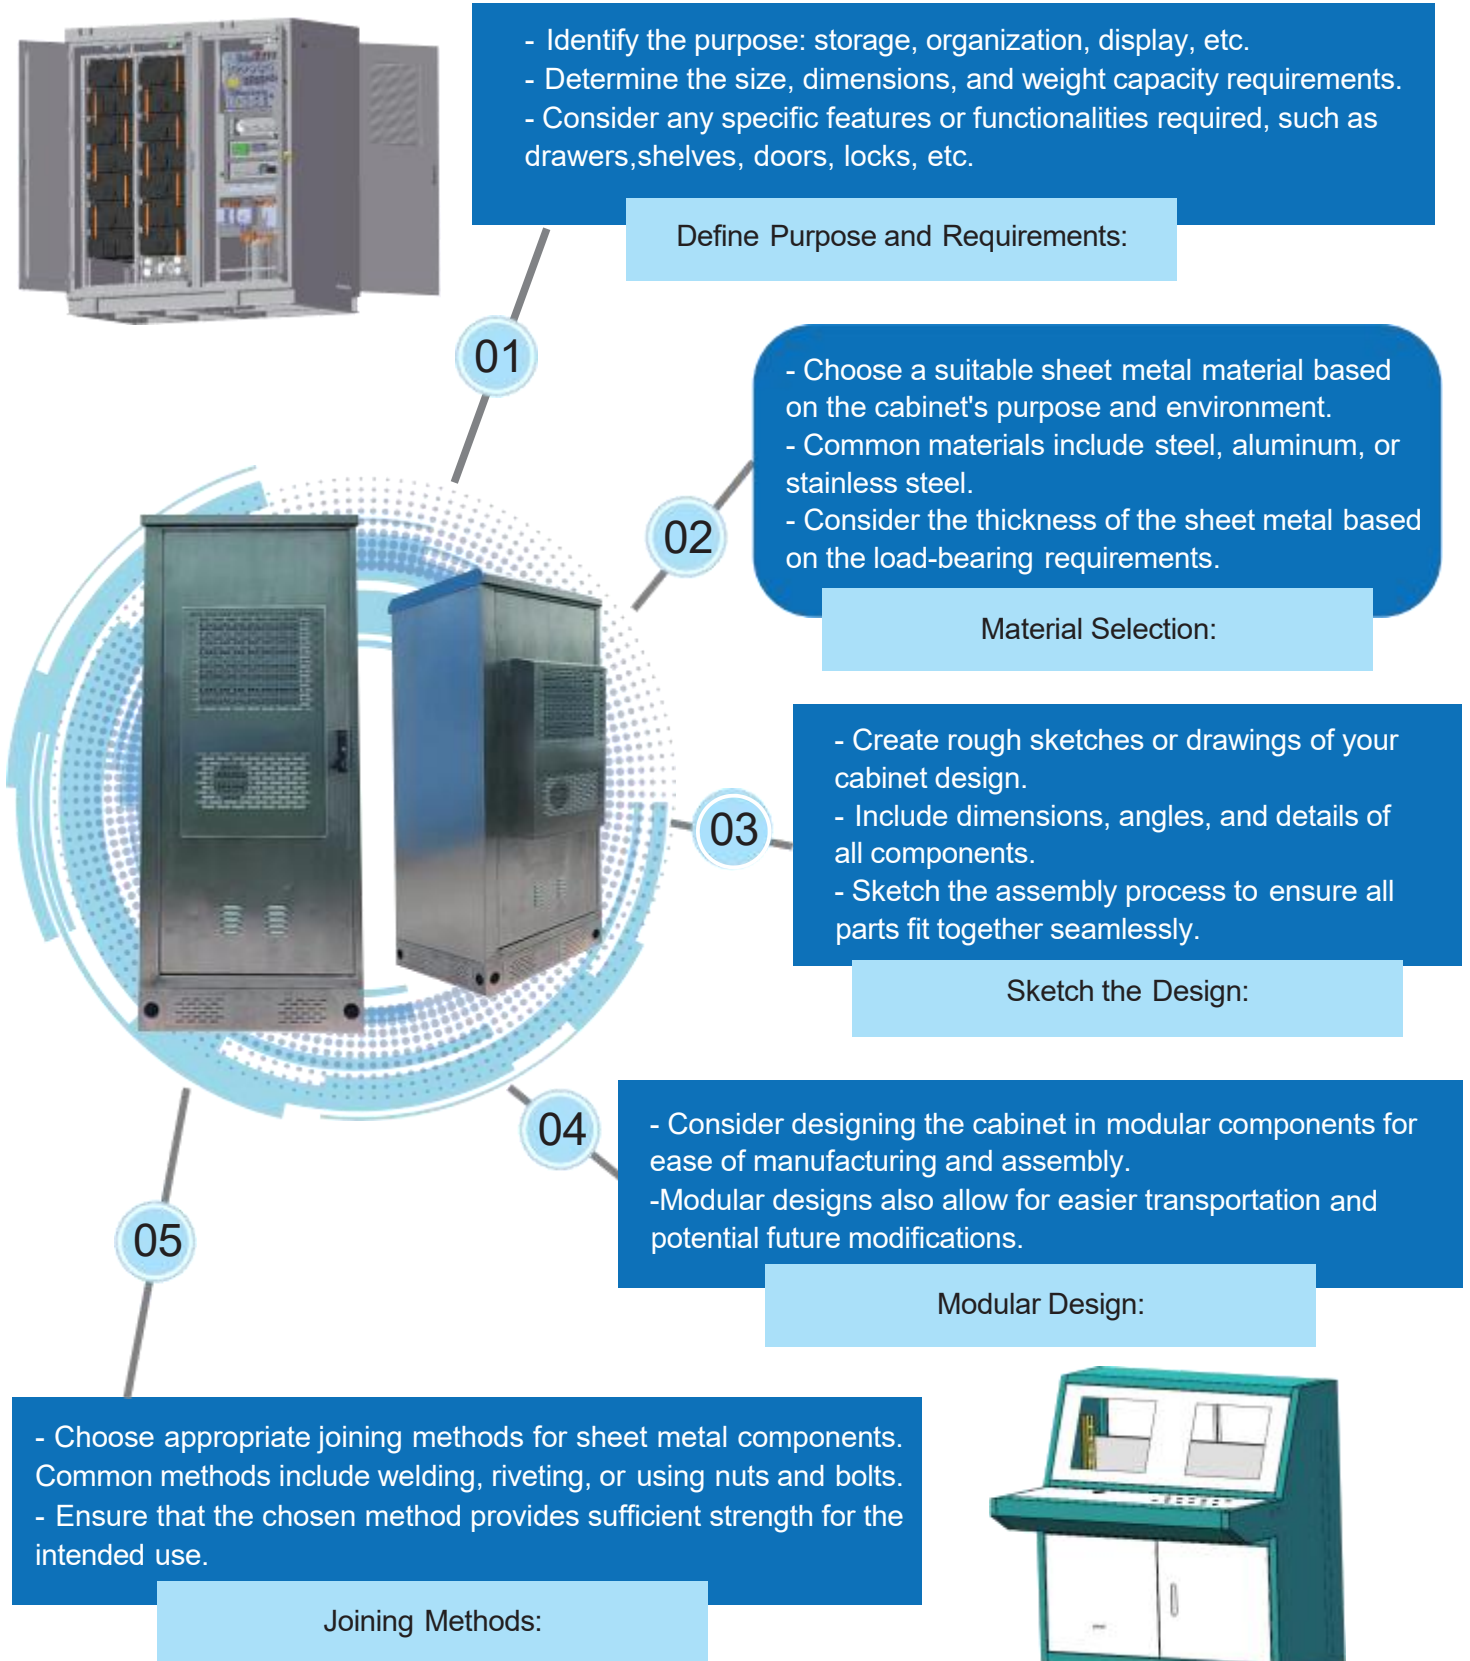 - Identify the purpose: storage, organization, display, etc.
- Determine the size, dimensions, and weight capacity requirements.
- Consider any specific features or functionalities required, such as
drawers,shelves, doors, locks, etc.
Define Purpose and Requirements:
01
- Choose a suitable sheet metal material based
on the cabinet's purpose and environment.
- Common materials include steel, aluminum, or
stainless steel.
- Consider the thickness of the sheet metal based
on the load-bearing requirements.
02
Material Selection:
- Create rough sketches or drawings of your
cabinet design.
- Include dimensions, angles, and details of
all components.
- Sketch the assembly process to ensure all
parts fit together seamlessly.
03
Sketch the Design:
- Consider designing the cabinet in modular components for
ease of manufacturing and assembly.
-Modular designs also allow for easier transportation and
potential future modifications.
04
Modular Design:
05
- Choose appropriate joining methods for sheet metal components.
Common methods include welding, riveting, or using nuts and bolts.
- Ensure that the chosen method provides sufficient strength for the
intended use.
Joining Methods: